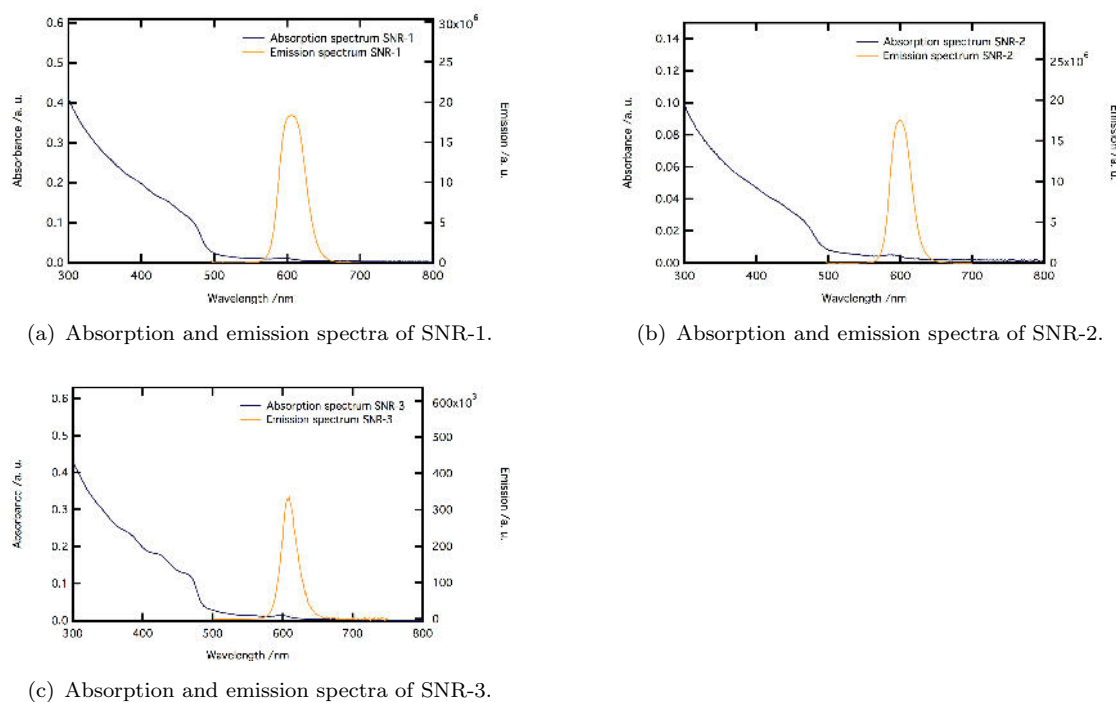 0.6
0.5
0.4
0.3
0.2
0.1
0.0
Absorbance /a. u.
Absorption spectrum SNR-1
Emission spectrum SNR-1
30x10⁶
25
20
15
10
5
0
Emission /a. u.
300 400 500 600 700 800
Wavelength /nm
(a) Absorption and emission spectra of SNR-1.
0.14
0.12
0.10
0.08
0.06
0.04
0.02
0.00
Absorbance /a. u.
Absorption spectrum SNR-2
Emission spectrum SNR-2
25x10⁶
20
15
10
5
0
Emission /a. u.
300 400 500 600 700 800
Wavelength /nm
(b) Absorption and emission spectra of SNR-2.
0.6
0.5
0.4
0.3
0.2
0.1
0.0
Absorbance /a. u.
Absorption spectrum SNR-3
Emission spectrum SNR-3
600x10³
500
400
300
200
100
0
Emission /a. u.
300 400 500 600 700 800
Wavelength /nm
(c) Absorption and emission spectra of SNR-3.